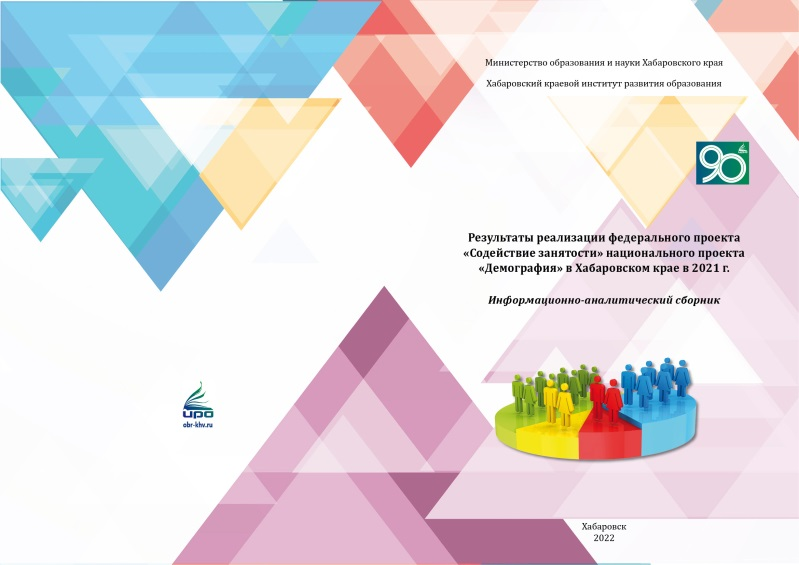 Министерство образования и науки Хабаровского края
Хабаровский краевой институт развития образования
90
Результаты реализации федерального проекта
«Содействие занятости» национального проекта
«Демография» в Хабаровском крае в 2021 г.
Информационно-аналитический сборник
ИРО
obr-khv.ru
Хабаровск
2022